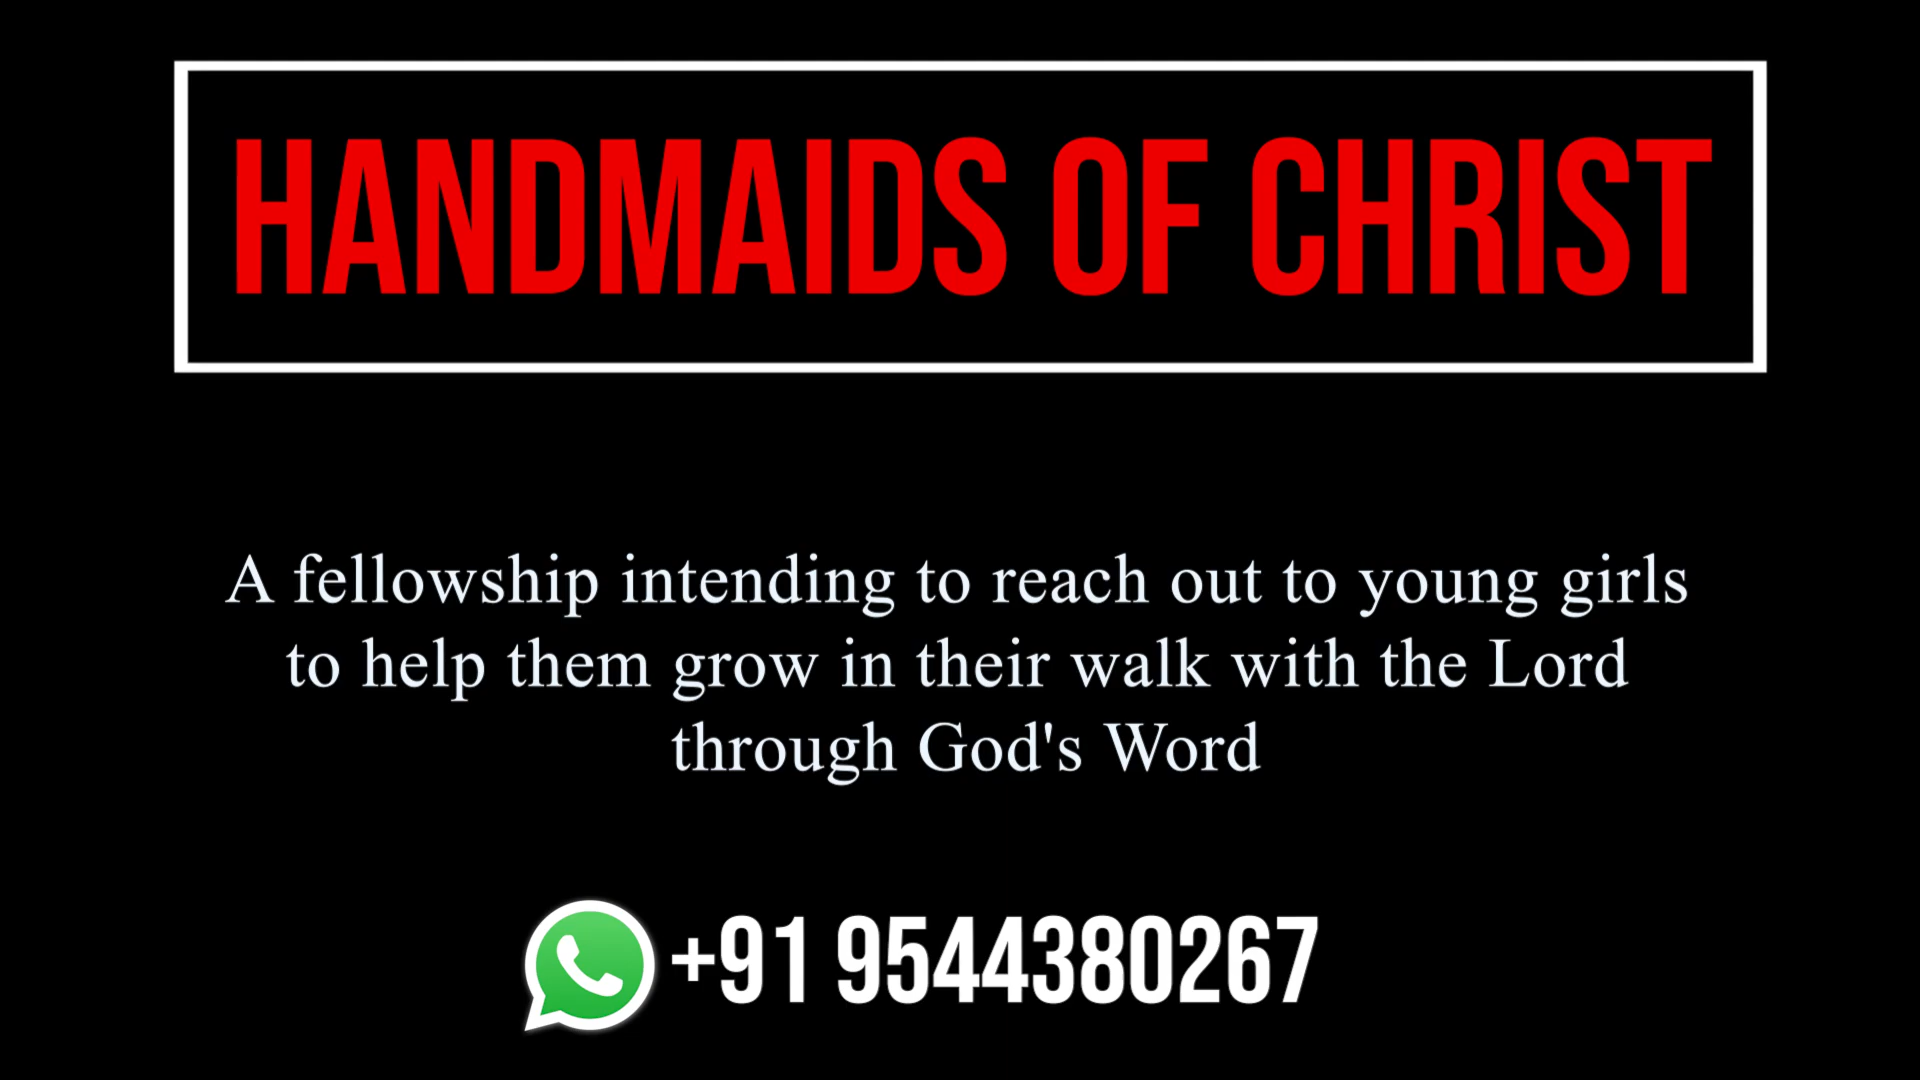 HANDMAIDS OF CHRIST
A fellowship intending to reach out to young girls
to help them grow in their walk with the Lord
through God's Word
+91 9544380267